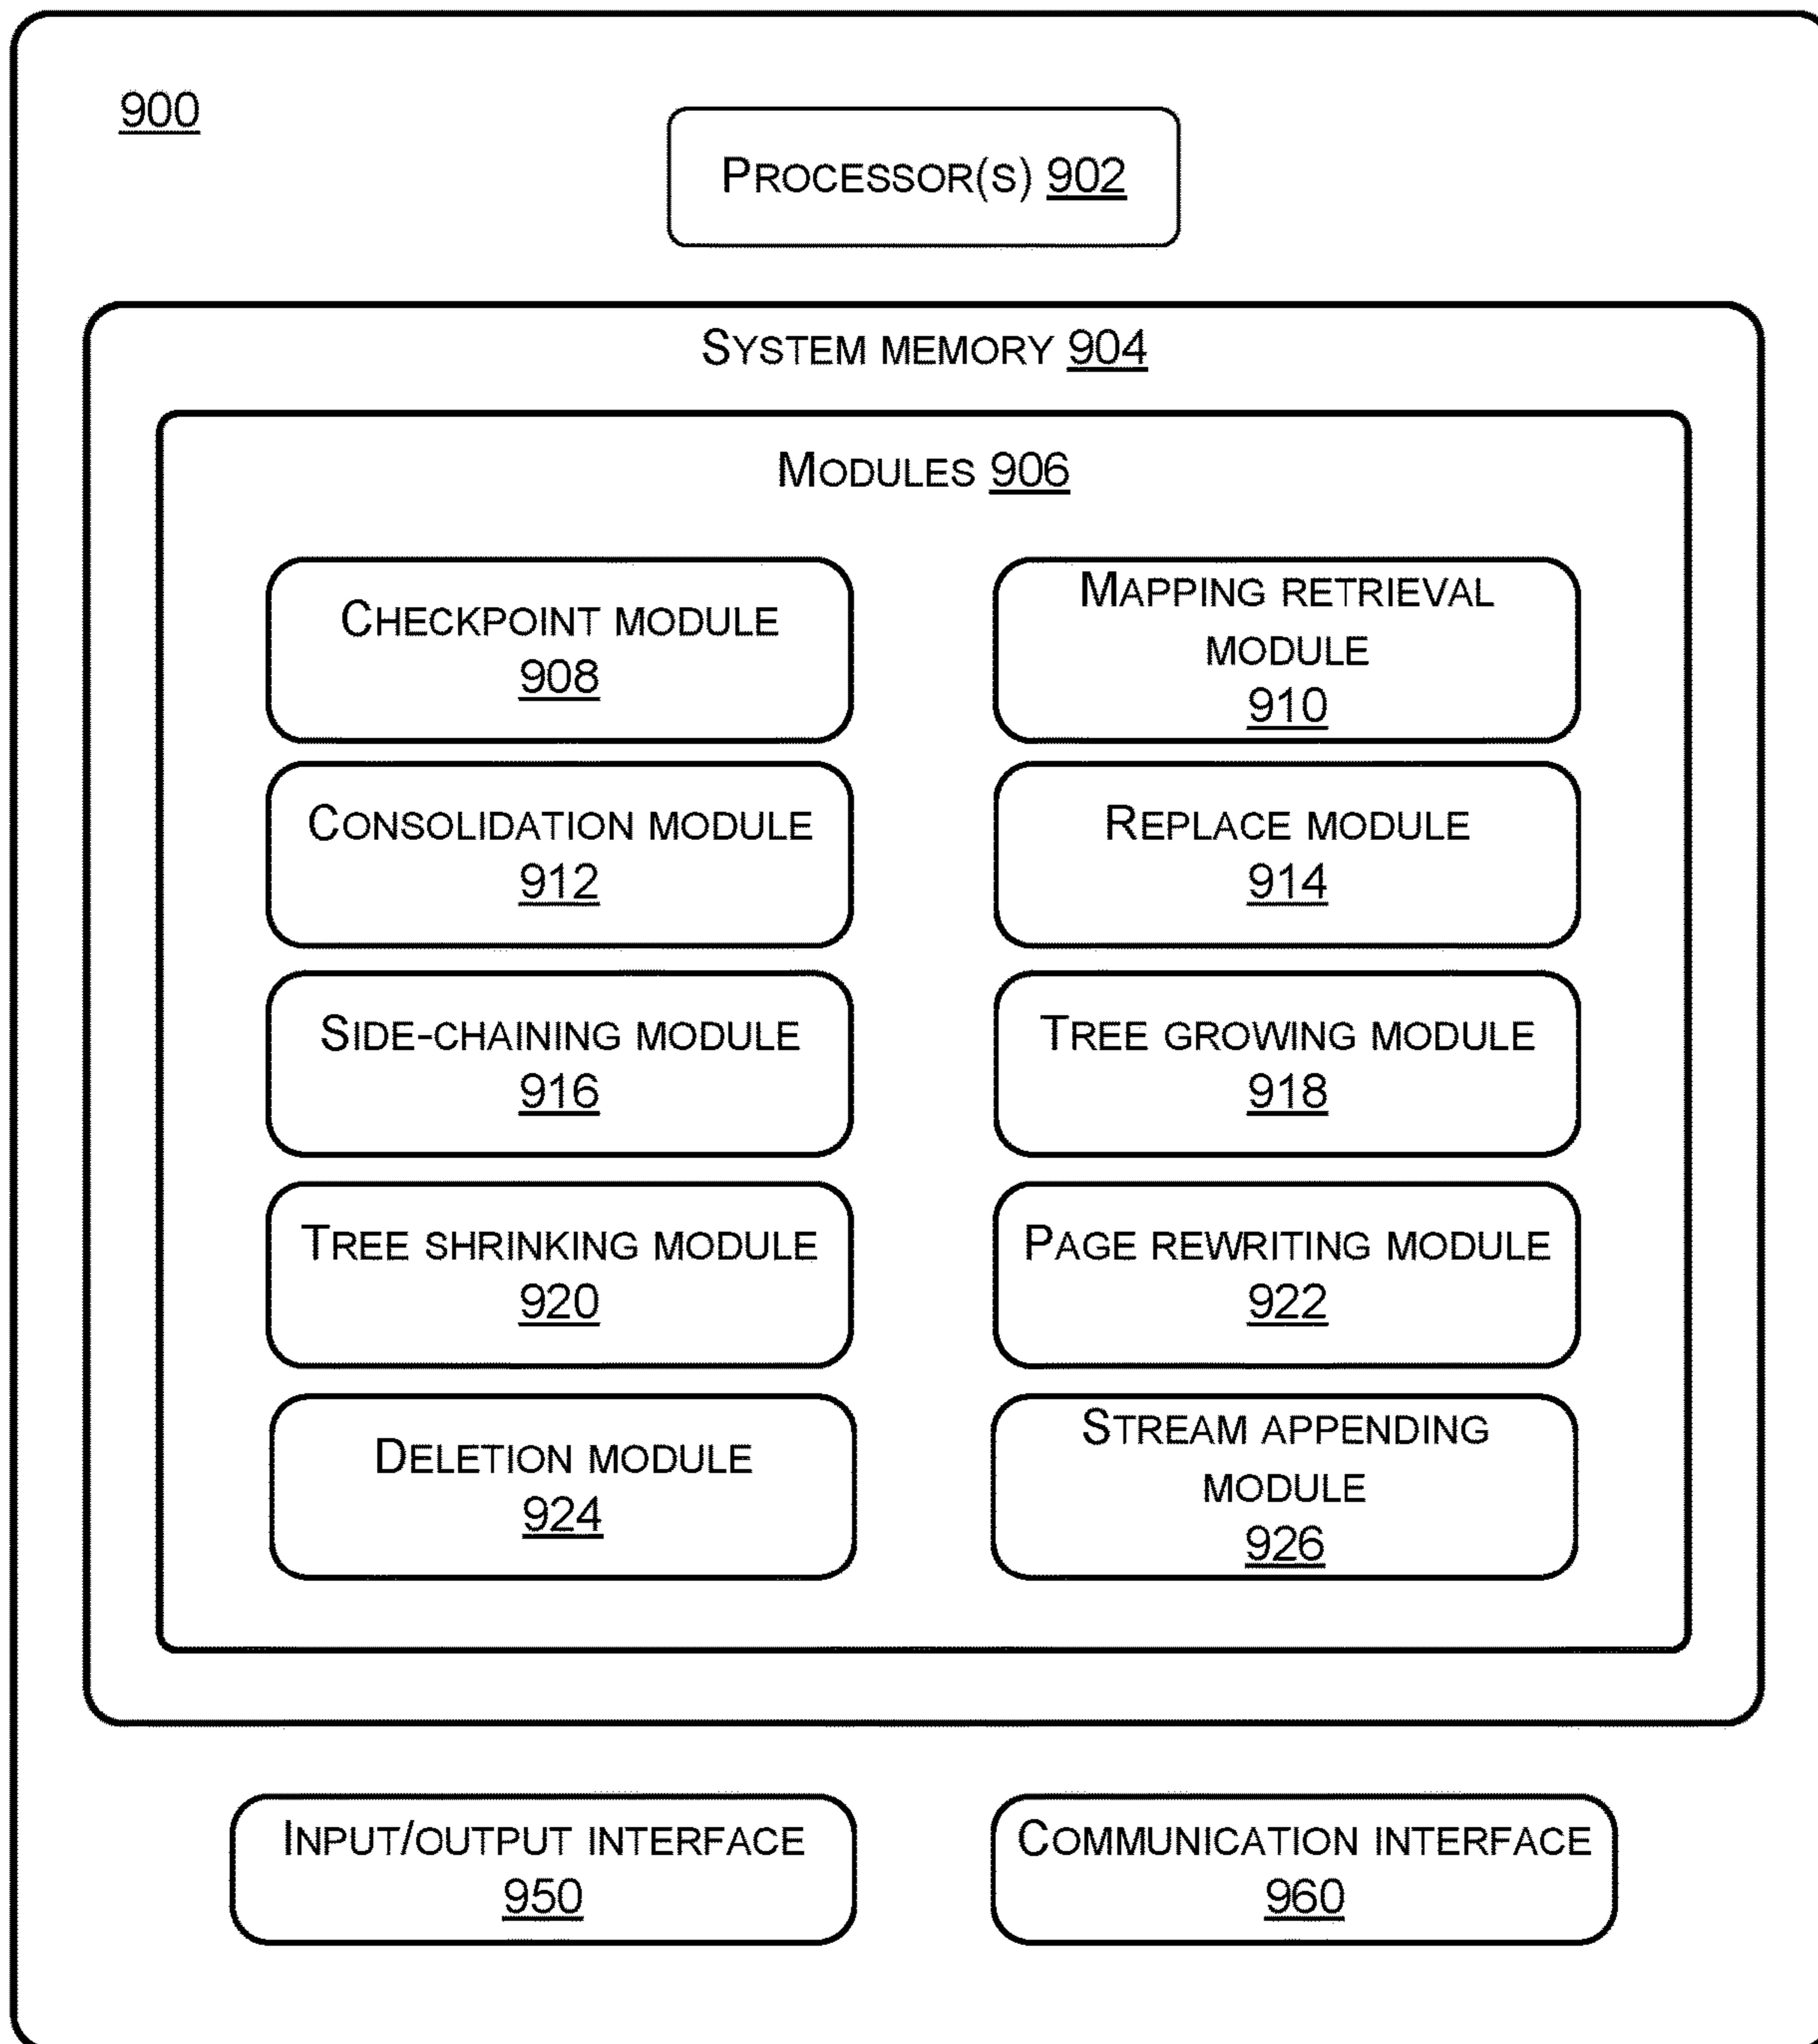 900
PROCESSOR(S) 902
SYSTEM MEMORY 904
MODULES 906
CHECKPOINT MODULE
908
MAPPING RETRIEVAL
MODULE
910
CONSOLIDATION MODULE
912
REPLACE MODULE
914
SIDE-CHAINING MODULE
916
TREE GROWING MODULE
918
TREE SHRINKING MODULE
920
PAGE REWRITING MODULE
922
DELETION MODULE
924
STREAM APPENDING
MODULE
926
INPUT/OUTPUT INTERFACE
950
COMMUNICATION INTERFACE
960